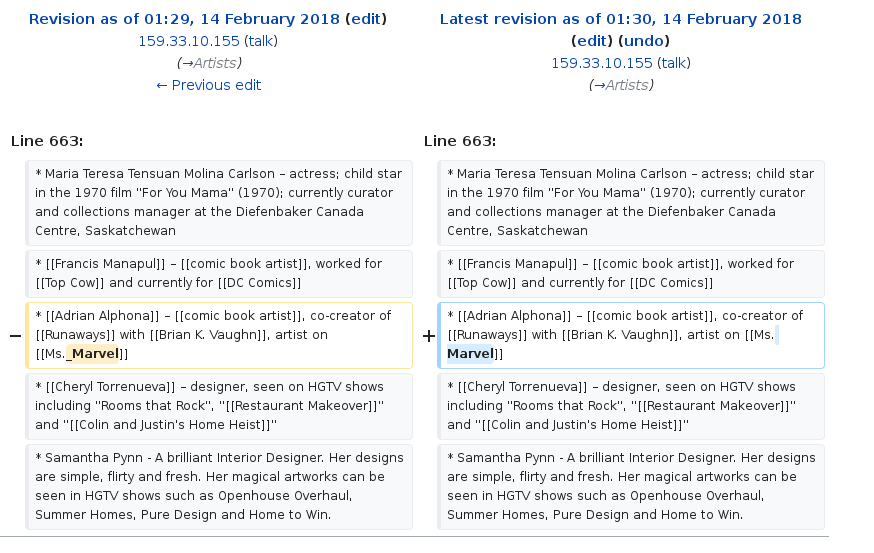 Revision as of 01:29, 14 February 2018 (edit)
159.33.10.155 (talk)
(→Artists)
← Previous edit
Latest revision as of 01:30, 14 February 2018
(edit) (undo)
159.33.10.155 (talk)
(→Artists)
Line 663:
* Maria Teresa Tensuan Molina Carlson – actress; child star
in the 1970 film "For You Mama" (1970); currently curator
and collections manager at the Diefenbaker Canada
Centre, Saskatchewan
* [[Francis Manapul]] – [[comic book artist]], worked for
[[Top Cow]] and currently for [[DC Comics]]
− * [[Adrian Alphona]] – [[comic book artist]], co-creator of
[[Runaways]] with [[Brian K. Vaughn]], artist on
[[Ms._Marvel]]
* [[Cheryl Torrenueva]] – designer, seen on HGTV shows
including "Rooms that Rock", "[[Restaurant Makeover]]"
and "[[Colin and Justin's Home Heist]]"
* Samantha Pynn - A brilliant Interior Designer. Her designs
are simple, flirty and fresh. Her magical artworks can be
seen in HGTV shows such as Openhouse Overhaul,
Summer Homes, Pure Design and Home to Win.
Line 663:
* Maria Teresa Tensuan Molina Carlson – actress; child star
in the 1970 film "For You Mama" (1970); currently curator
and collections manager at the Diefenbaker Canada
Centre, Saskatchewan
* [[Francis Manapul]] – [[comic book artist]], worked for
[[Top Cow]] and currently for [[DC Comics]]
+ * [[Adrian Alphona]] – [[comic book artist]], co-creator of
[[Runaways]] with [[Brian K. Vaughn]], artist on [[Ms.
Marvel]]
* [[Cheryl Torrenueva]] – designer, seen on HGTV shows
including "Rooms that Rock", "[[Restaurant Makeover]]"
and "[[Colin and Justin's Home Heist]]"
* Samantha Pynn - A brilliant Interior Designer. Her designs
are simple, flirty and fresh. Her magical artworks can be
seen in HGTV shows such as Openhouse Overhaul,
Summer Homes, Pure Design and Home to Win.